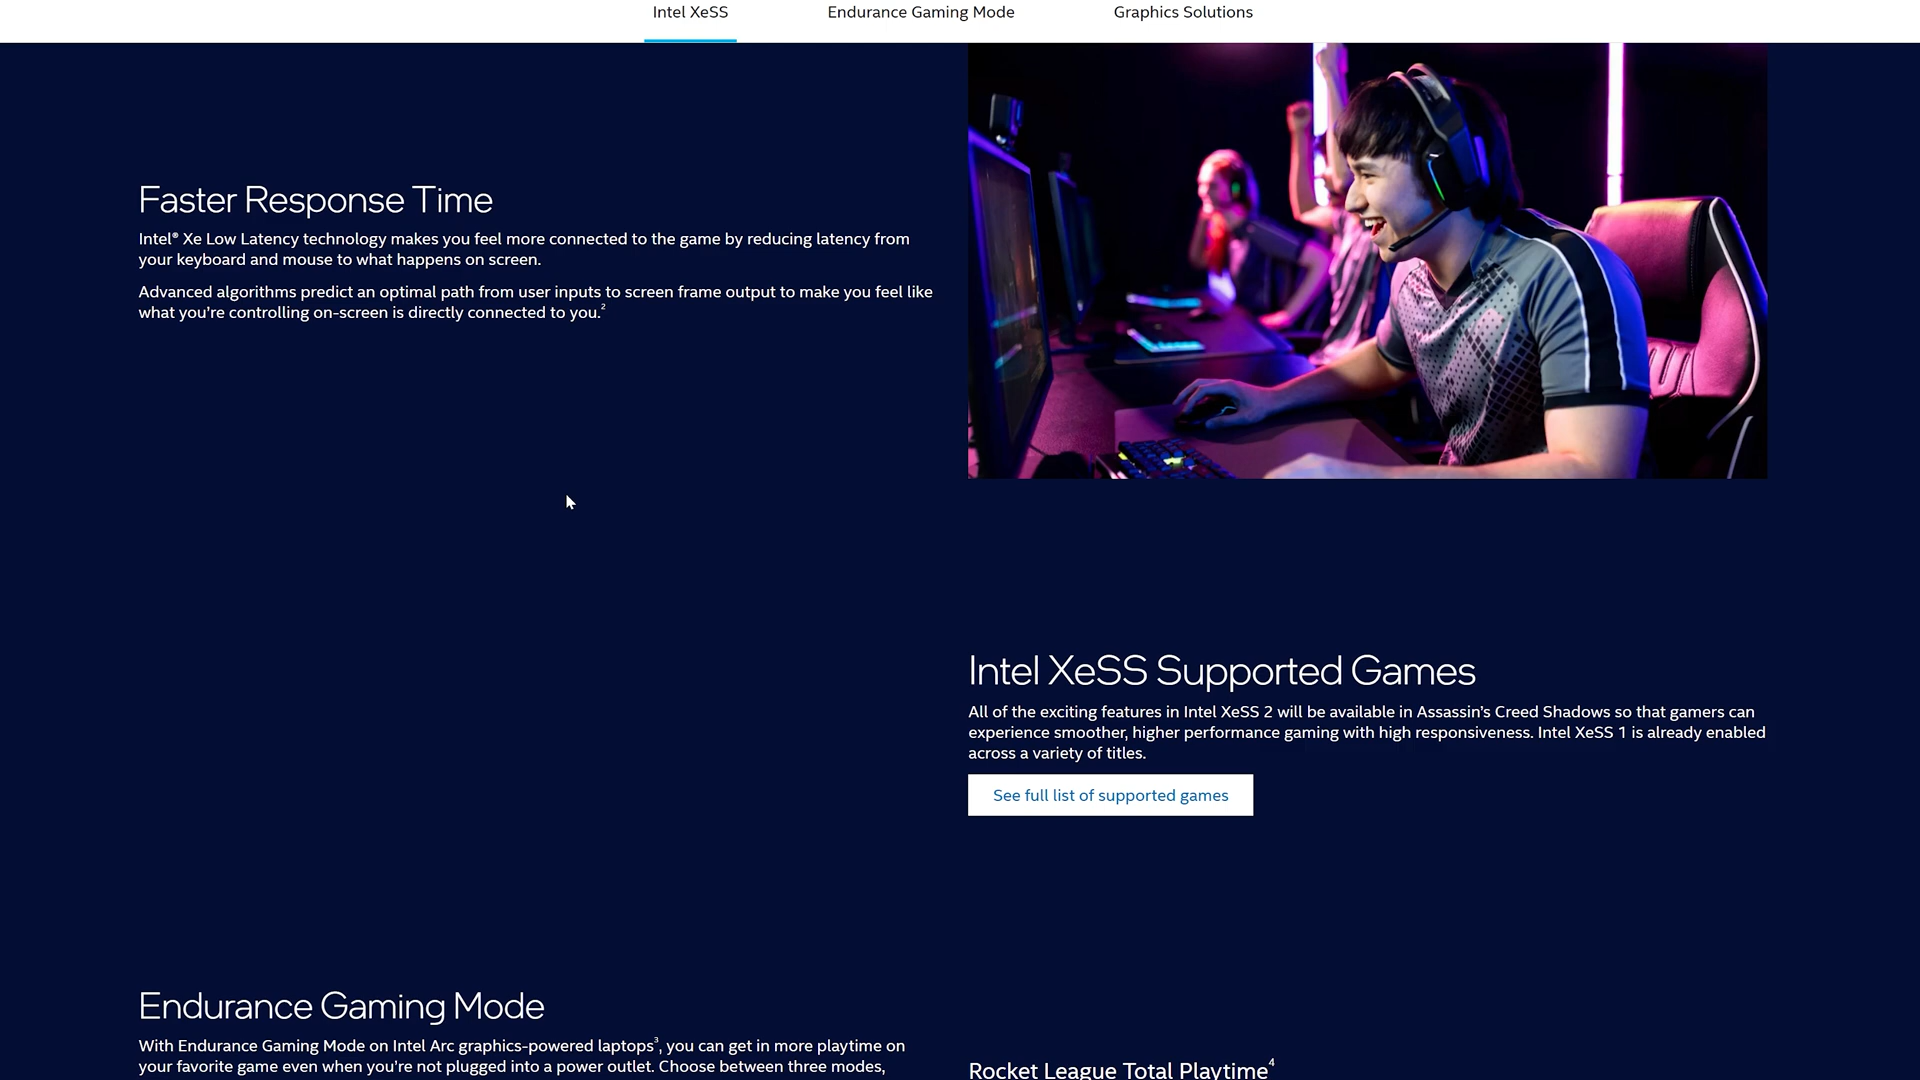 Intel XeSS
Endurance Gaming Mode
Graphics Solutions
Faster Response Time
Intel® Xe Low Latency technology makes you feel more connected to the game by reducing latency from
your keyboard and mouse to what happens on screen.
Advanced algorithms predict an optimal path from user inputs to screen frame output to make you feel like
what you're controlling on-screen is directly connected to you.²
Intel XeSS Supported Games
All of the exciting features in Intel XeSS 2 will be available in Assassin's Creed Shadows so that gamers can
experience smoother, higher performance gaming with high responsiveness. Intel XeSS 1 is already enabled
across a variety of titles.
See full list of supported games
Endurance Gaming Mode
With Endurance Gaming Mode on Intel Arc graphics-powered laptops³, you can get in more playtime on
your favorite game even when you're not plugged into a power outlet. Choose between three modes,
Rocket League Total Playtime⁴